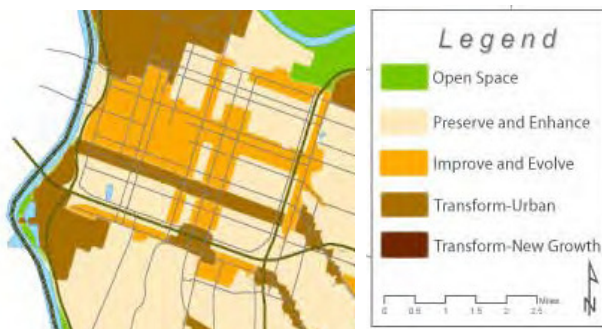 Legend
Open Space
Preserve and Enhance
Improve and Evolve
Transform-Urban
Transform-New Growth
Miles
0 0.5 1 1.5 2 2.5
N